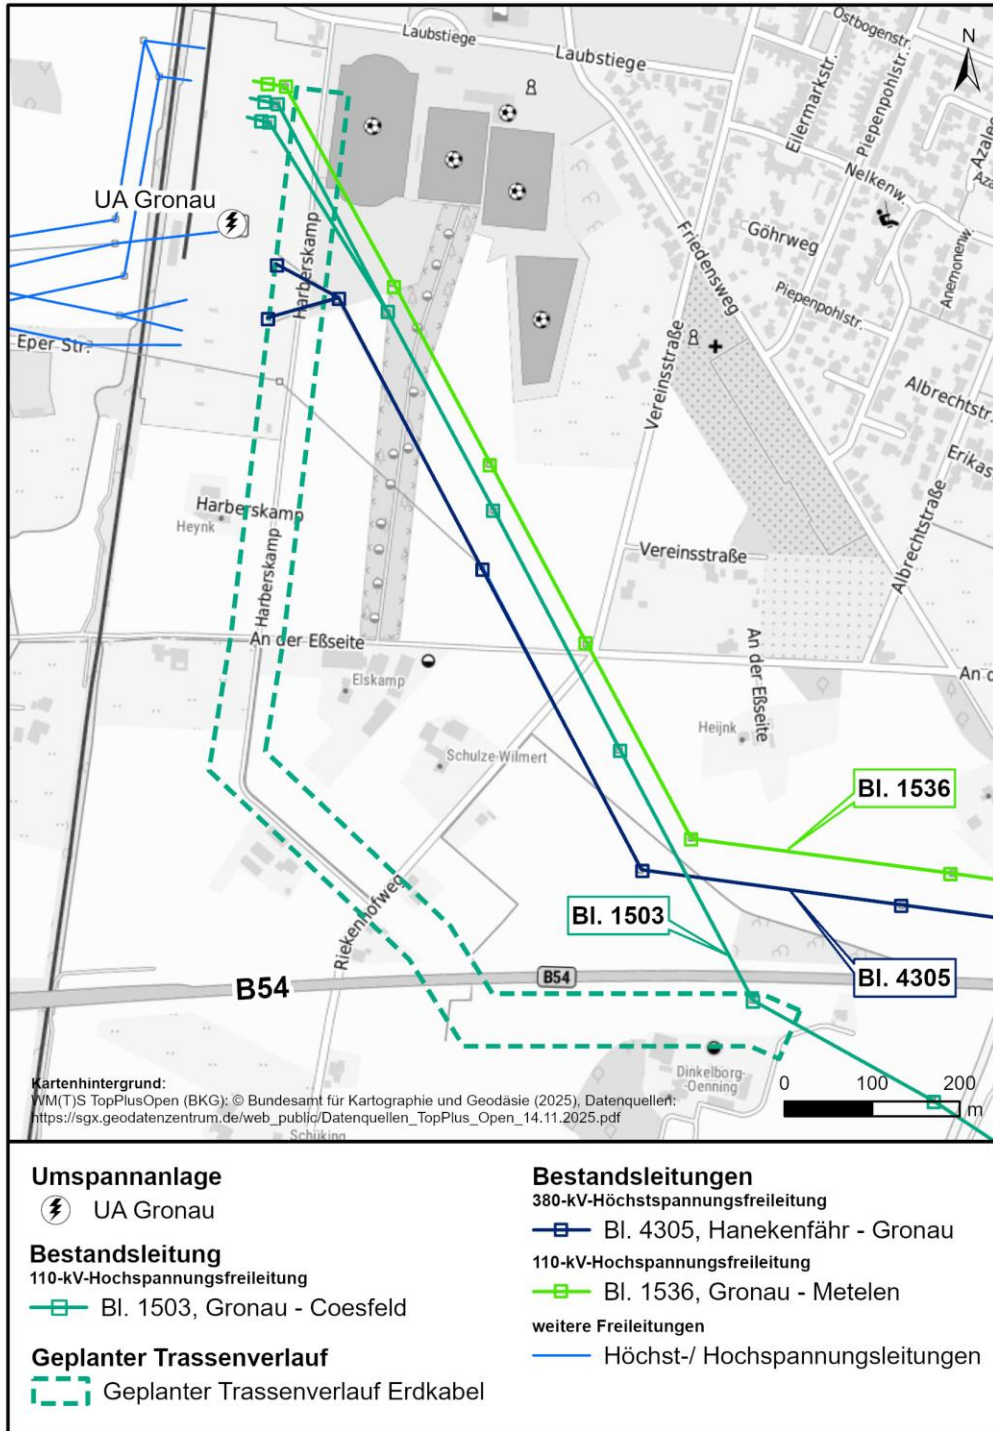 Laubstiege
Laubstiege
Ostbogenstr.
N
Eilermarkstr.
Piepenpohlstr.
Nelkenw.
UA Gronau
Harberskamp
Friedensweg
Göhrweg
Anemonenw.
Piepenpohlstr.
Eper Str.
Vereinsstraße
Albrechtstr.
Harberskamp
Heynk
Vereinsstraße
Albrechtstraße
Harberskamp
An der Eßseite
An der Eßseite
Elskamp
Heijnk
Schulze-Wilmert
Bl. 1536
Riekenhofweg
Bl. 1503
Bl. 4305
B54
B54
Dinkelborg-
Oenning
0 100 200
m
Kartenhintergrund:
WM(T)S TopPlusOpen (BKG): © Bundesamt für Kartographie und Geodäsie (2025), Datenquellen:
https://sgx.geodatenzentrum.de/web_public/Datenquellen_TopPlus_Open_14.11.2025.pdf
Schüking
Umspannanlage
UA Gronau
Bestandsleitung
110-kV-Hochspannungsfreileitung
Bl. 1503, Gronau - Coesfeld
Geplanter Trassenverlauf
Geplanter Trassenverlauf Erdkabel
Bestandsleitungen
380-kV-Höchstspannungsfreileitung
Bl. 4305, Hanekenfähr - Gronau
110-kV-Hochspannungsfreileitung
Bl. 1536, Gronau - Metelen
weitere Freileitungen
Höchst-/ Hochspannungsleitungen